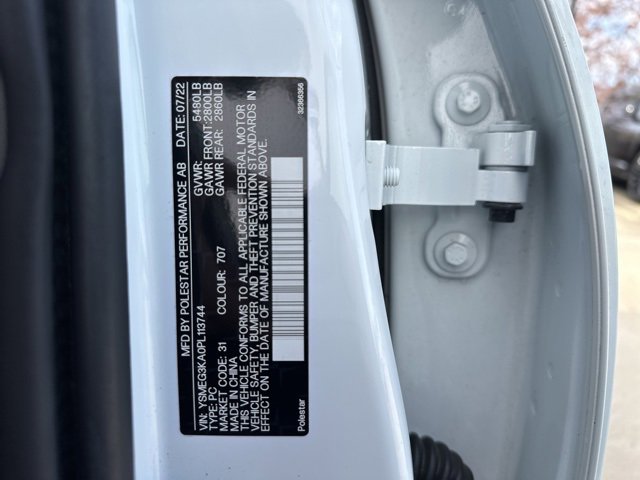 MFD BY POLESTAR PERFORMANCE AB DATE: 07/22
GVWR: 5480LB
GAWR FRONT: 2800LB
GAWR REAR: 2860LB
VIN: YSMEG3KA0PL113744
TYPE: PC
MARKET CODE: 31 COLOUR: 707
MADE IN CHINA
THIS VEHICLE CONFORMS TO ALL APPLICABLE FEDERAL MOTOR
VEHICLE SAFETY, BUMPER AND THEFT PREVENTION STANDARDS IN
EFFECT ON THE DATE OF MANUFACTURE SHOWN ABOVE.
Polestar 32365356